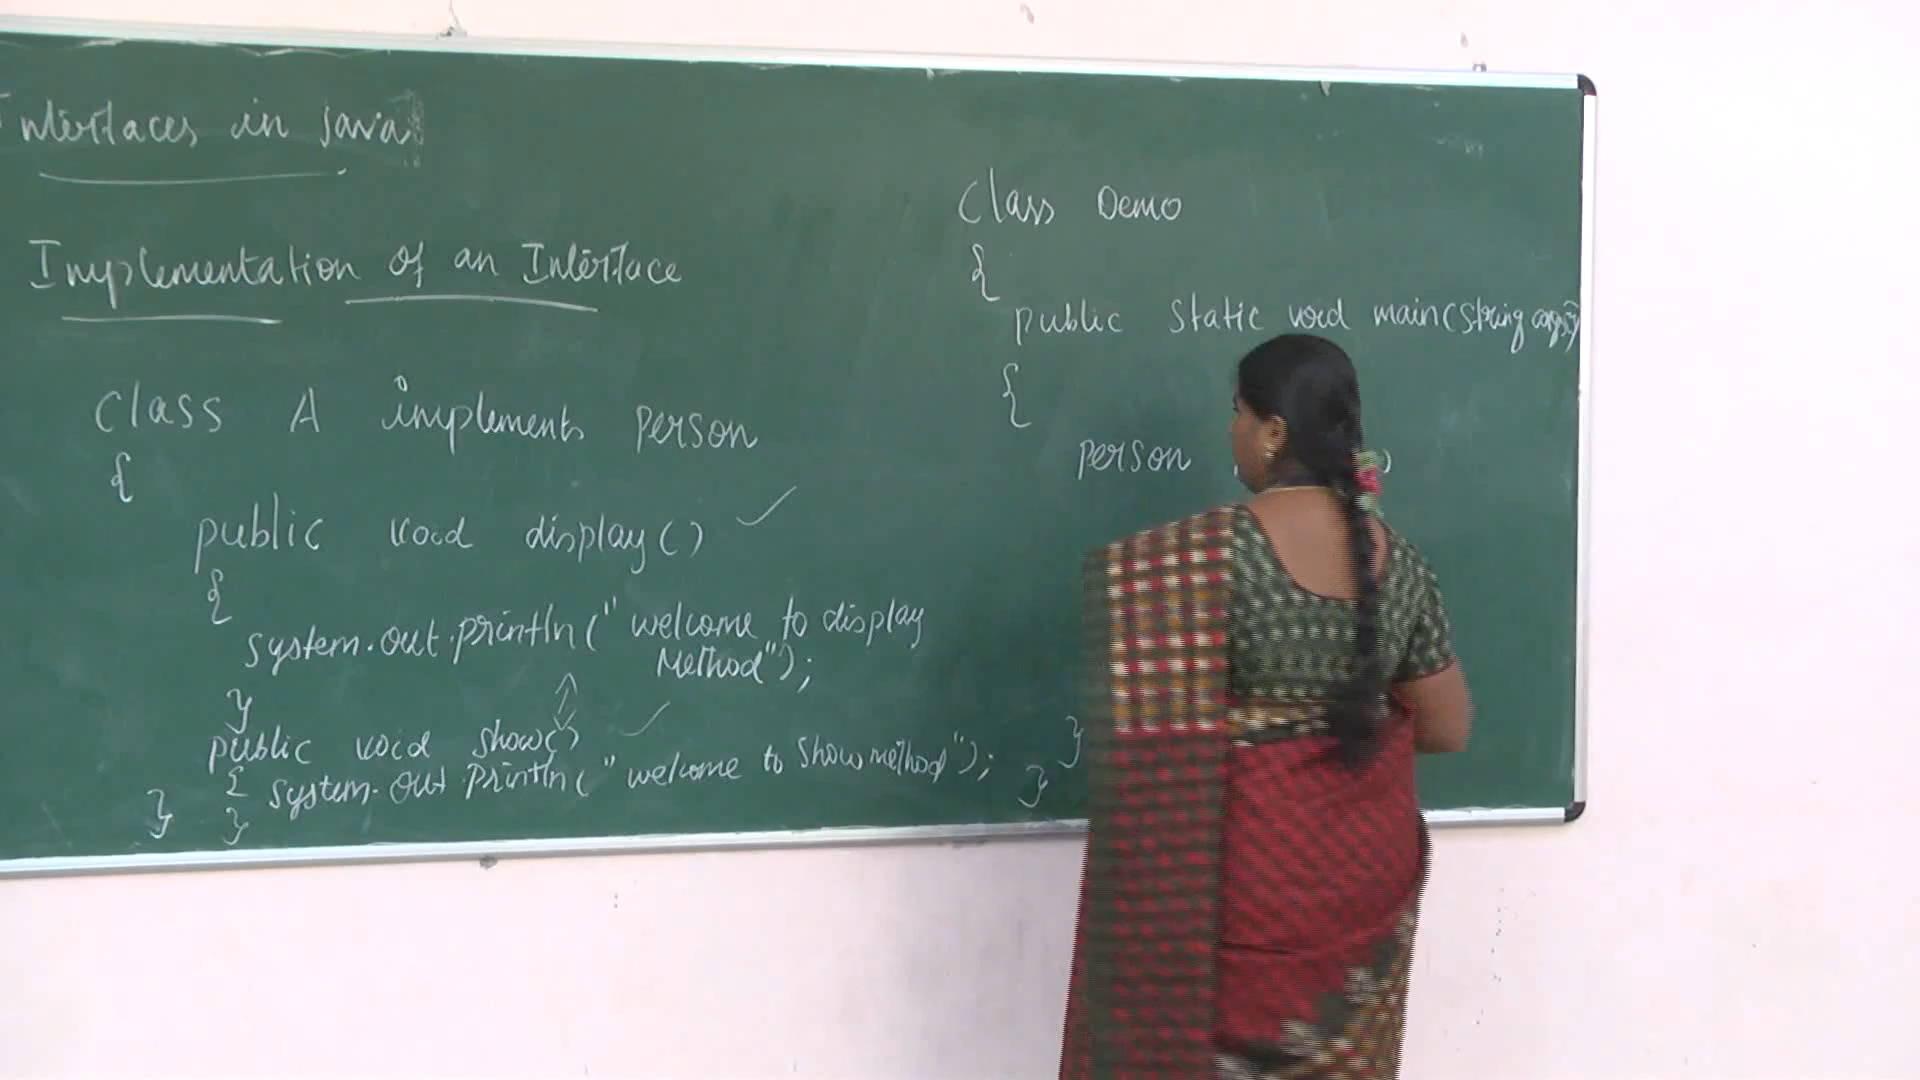 Interfaces in Java
Implementation of an Interface
class A implements person
{
public void display()
{
system.out.println("welcome to display
Method");
}
public void show()
{ system.out.println("welcome to show method");
}
}
class Demo
{
public static void main(string args[])
{
person
}
}